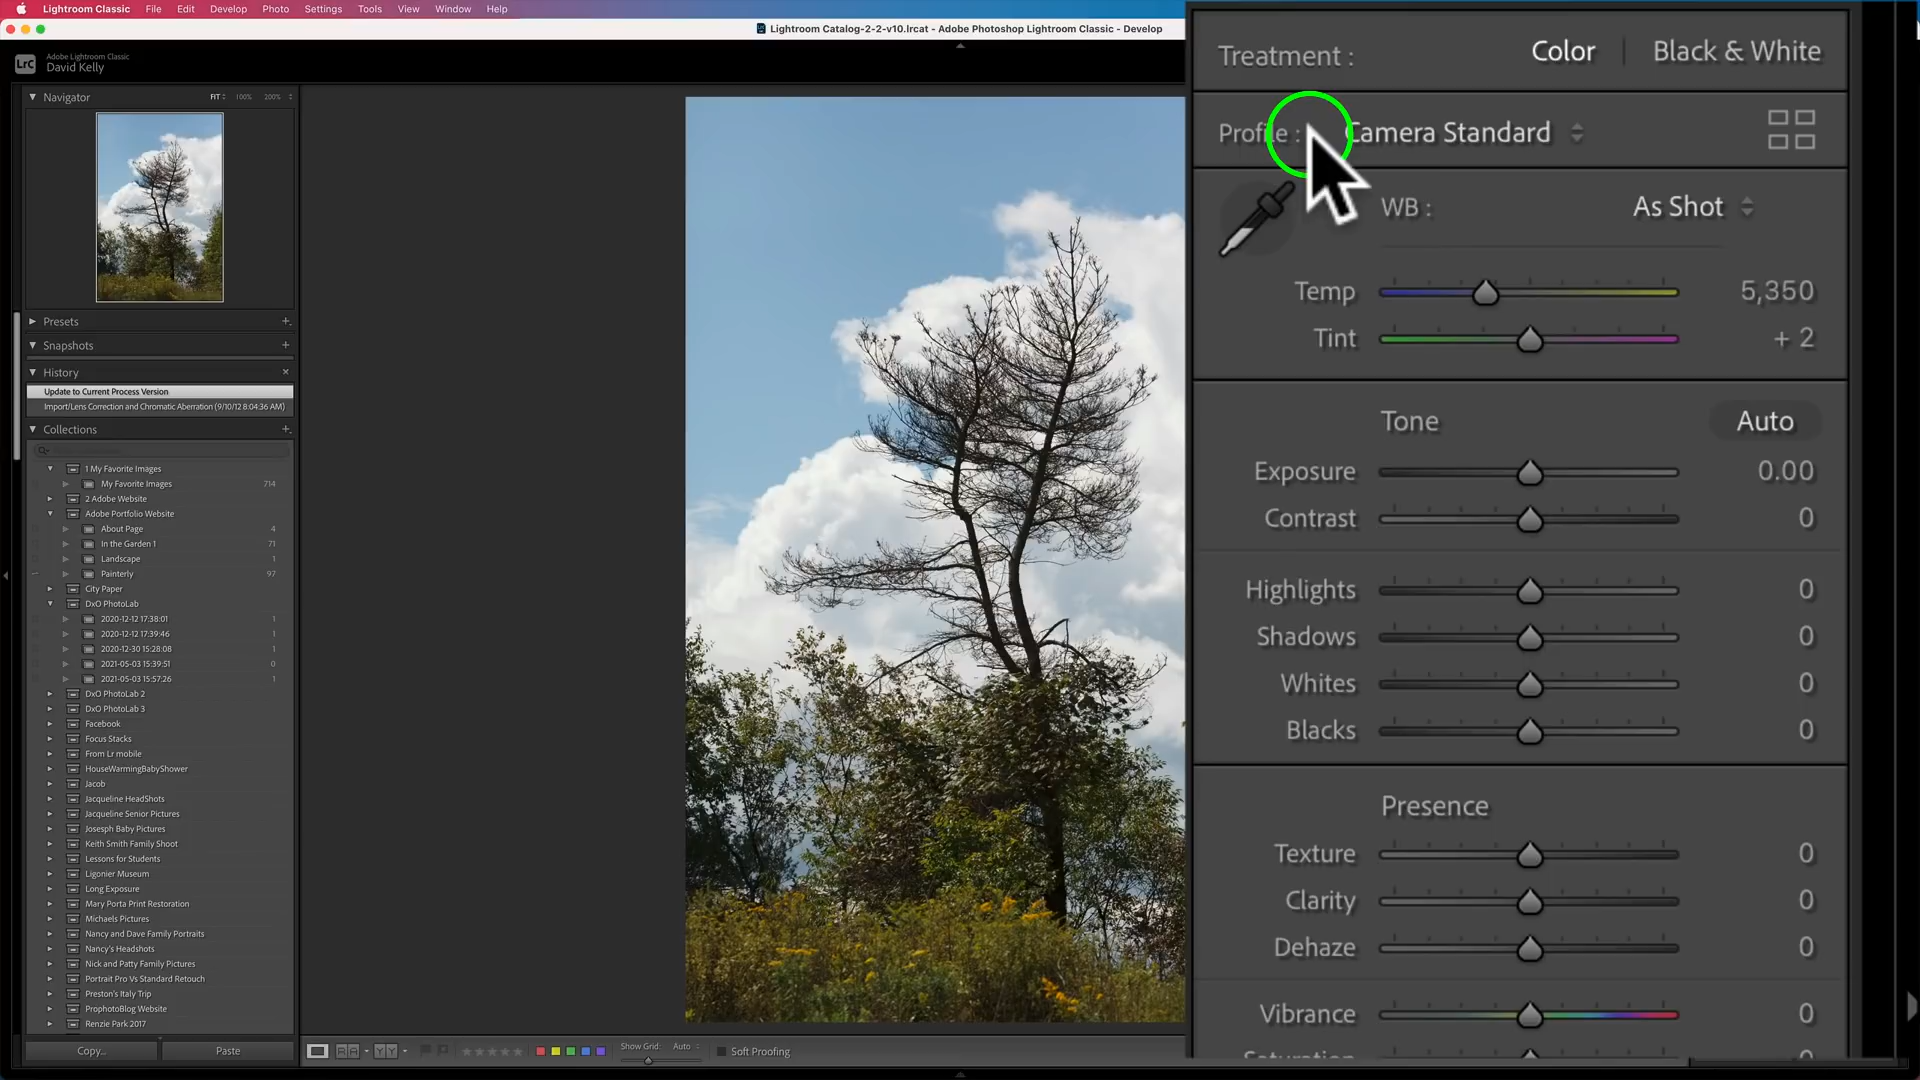 Lightroom Classic File Edit Develop Photo Settings Tools View Window Help
Lightroom Catalog-2-2-v10.lrcat - Adobe Photoshop Lightroom Classic - Develop
LrC
Adobe Lightroom Classic
David Kelly
Navigator FIT 100% 200%
Presets
Snapshots
History
Update to Current Process Version
Import/Lens Correction and Chromatic Aberration (9/10/12 8:04:36 AM)
Collections
1 My Favorite Images
My Favorite Images 714
2 Adobe Website
Adobe Portfolio Website
About Page 4
In the Garden 1 71
Landscape 1
Painterly 97
City Paper
DxO PhotoLab
2020-12-12 17:38:01 1
2020-12-12 17:39:46 1
2020-12-30 15:28:08 1
2021-05-03 15:39:51 0
2021-05-03 15:57:26 1
DxO PhotoLab 2
DxO PhotoLab 3
Facebook
Focus Stacks
From Lr mobile
HouseWarmingBabyShower
Jacob
Jacqueline HeadShots
Jacqueline Senior Pictures
Josesph Baby Pictures
Keith Smith Family Shoot
Lessons for Students
Ligonier Museum
Long Exposure
Mary Porta Print Restoration
Michaels Pictures
Nancy and Dave Family Portraits
Nancy's Headshots
Nick and Patty Family Pictures
Portrait Pro Vs Standard Retouch
Preston's Italy Trip
ProphotoBlog Website
Renzie Park 2017
Copy... Paste
Show Grid: Auto
Soft Proofing
Treatment : Color Black & White
Profile : Camera Standard
WB : As Shot
Temp 5,350
Tint + 2
Tone Auto
Exposure 0.00
Contrast 0
Highlights 0
Shadows 0
Whites 0
Blacks 0
Presence
Texture 0
Clarity 0
Dehaze 0
Vibrance 0